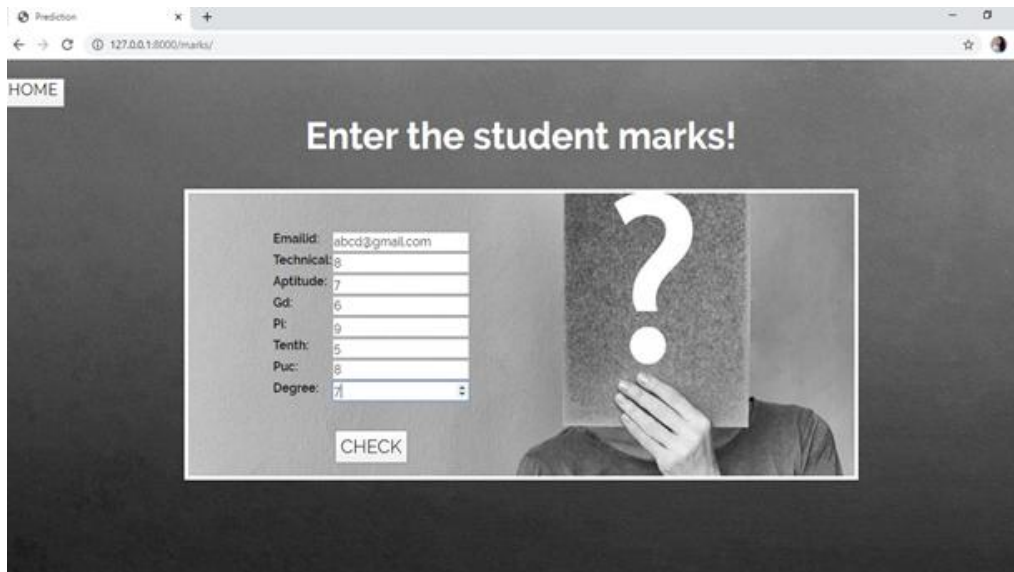 Prediction
127.0.0.1:8000/marks/
HOME
Enter the student marks!
Emailid: abcd@gmail.com
Technical: 8
Aptitude: 7
Gd: 6
Pi: 9
Tenth: 5
Puc: 8
Degree: 7
CHECK
?